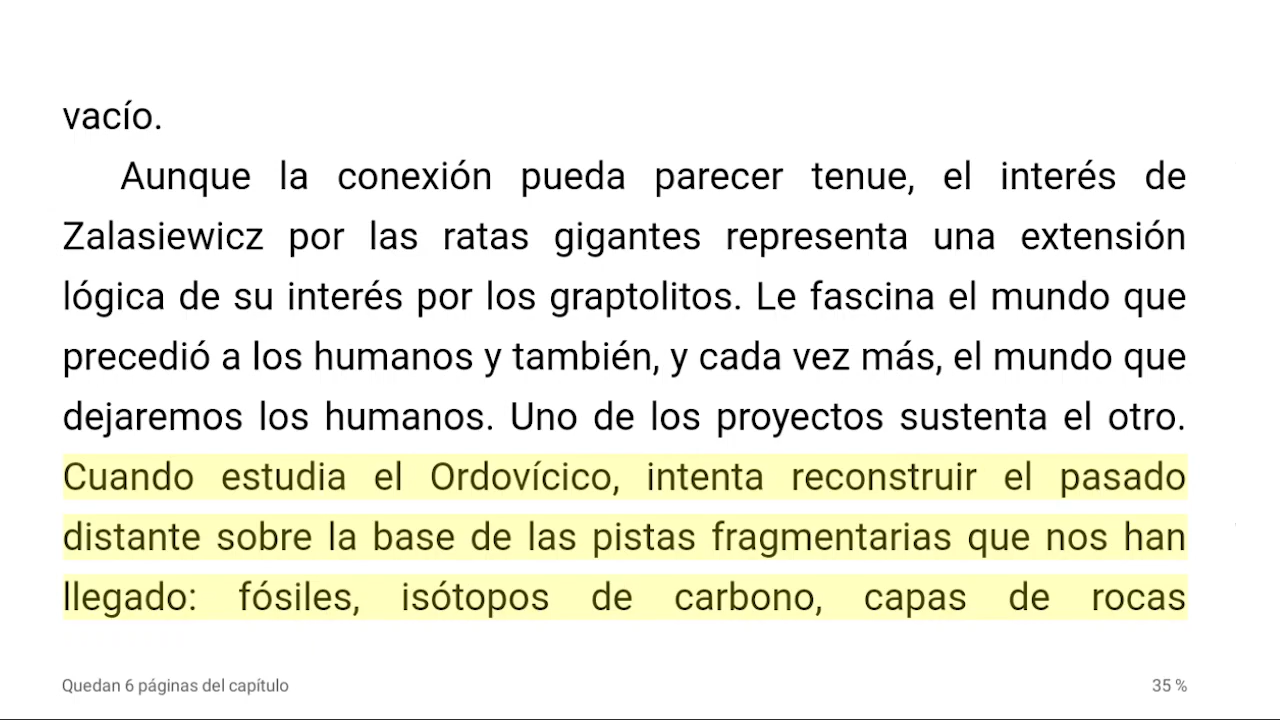 vacío.
Aunque la conexión pueda parecer tenue, el interés de
Zalasiewicz por las ratas gigantes representa una extensión
lógica de su interés por los graptolitos. Le fascina el mundo que
precedió a los humanos y también, y cada vez más, el mundo que
dejaremos los humanos. Uno de los proyectos sustenta el otro.
Cuando estudia el Ordovícico, intenta reconstruir el pasado
distante sobre la base de las pistas fragmentarias que nos han
llegado: fósiles, isótopos de carbono, capas de rocas
Quedan 6 páginas del capítulo
35 %